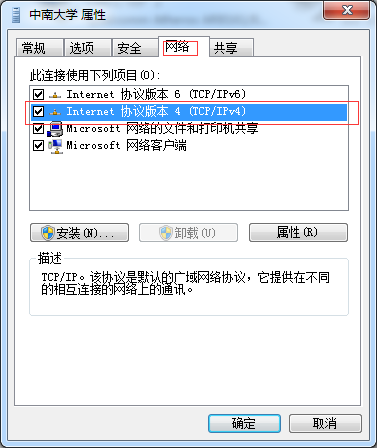 中南大学 属性
常规 选项 安全 网络 共享
此连接使用下列项目(O):
Internet 协议版本 6 (TCP/IPv6)
Internet 协议版本 4 (TCP/IPv4)
Microsoft 网络的文件和打印机共享
Microsoft 网络客户端
安装(N)... 卸载(U) 属性(R)
描述
TCP/IP。该协议是默认的广域网络协议，它提供在不同
的相互连接的网络上的通讯。
确定 取消